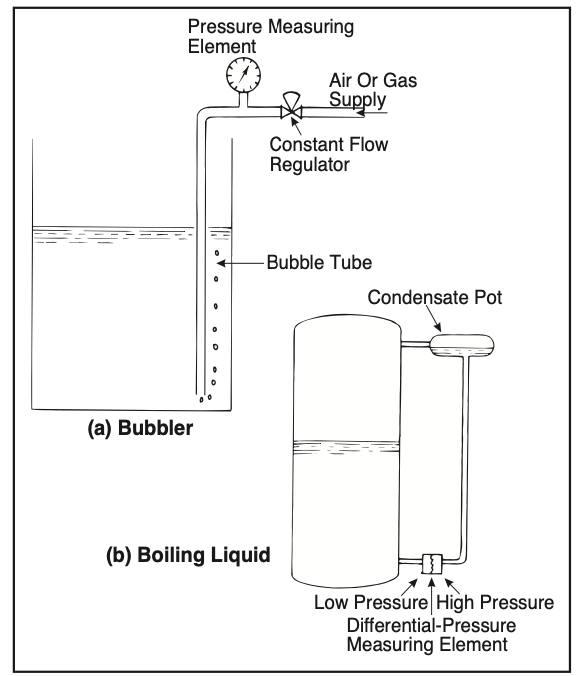 Pressure Measuring
Element
Air Or Gas
Supply
Constant Flow
Regulator
Bubble Tube
Condensate Pot
(a) Bubbler
(b) Boiling Liquid
Low Pressure High Pressure
Differential-Pressure
Measuring Element